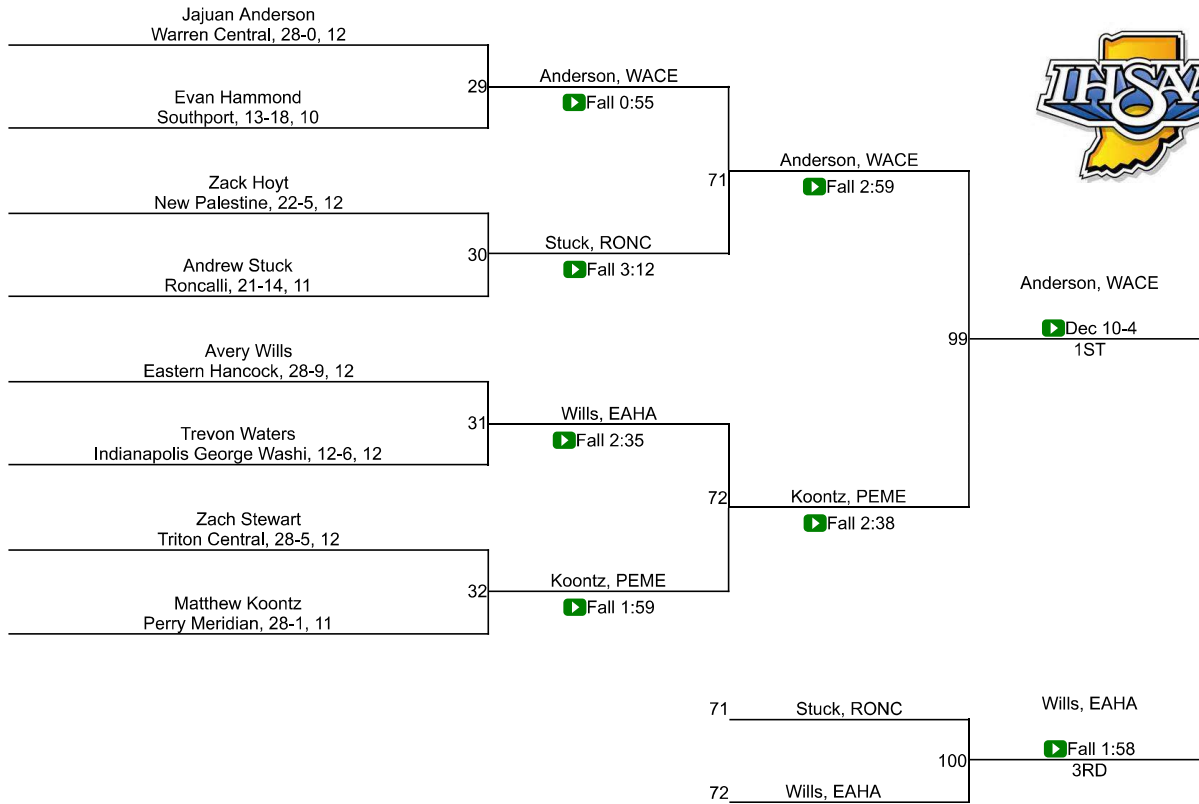 Jajuan Anderson
Warren Central, 28-0, 12
29
Anderson, WACE
Fall 0:55
Evan Hammond
Southport, 13-18, 10
IHSAA
71
Anderson, WACE
Fall 2:59
Zack Hoyt
New Palestine, 22-5, 12
30
Stuck, RONC
Fall 3:12
Andrew Stuck
Roncalli, 21-14, 11
Anderson, WACE
99
Dec 10-4
1ST
Avery Wills
Eastern Hancock, 28-9, 12
31
Wills, EAHA
Fall 2:35
Trevon Waters
Indianapolis George Washi, 12-6, 12
72
Koontz, PEME
Fall 2:38
Zach Stewart
Triton Central, 28-5, 12
32
Koontz, PEME
Fall 1:59
Matthew Koontz
Perry Meridian, 28-1, 11
71
Stuck, RONC
Wills, EAHA
100
Fall 1:58
3RD
72
Wills, EAHA